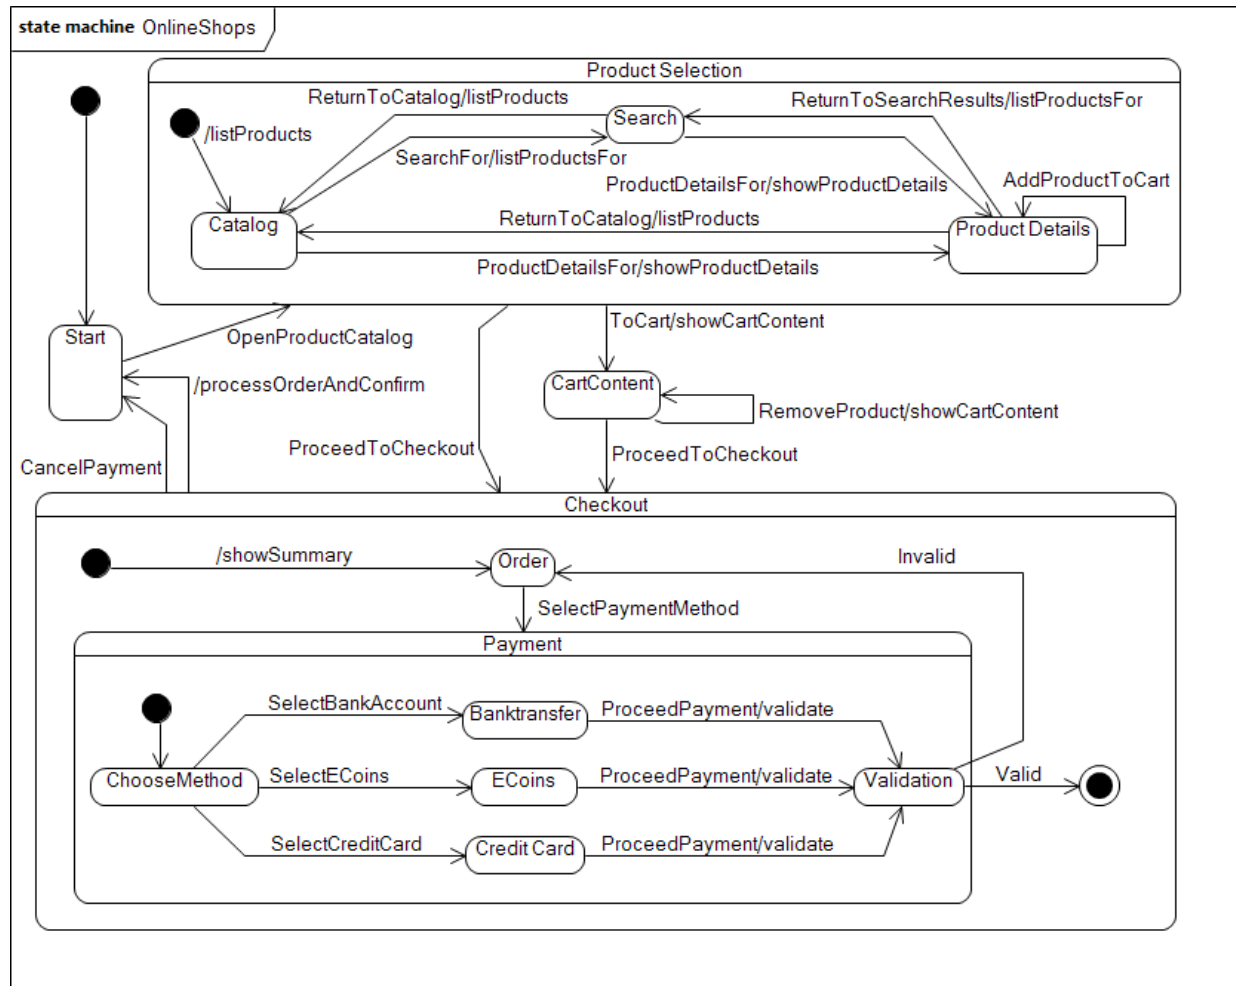 state machine OnlineShops
Product Selection
ReturnToCatalog/listProducts
ReturnToSearchResults/listProductsFor
Search
/listProducts
SearchFor/listProductsFor
ProductDetailsFor/showProductDetails
AddProductToCart
Catalog
ReturnToCatalog/listProducts
Product Details
ProductDetailsFor/showProductDetails
ToCart/showCartContent
Start
OpenProductCatalog
/processOrderAndConfirm
CartContent
RemoveProduct/showCartContent
ProceedToCheckout
ProceedToCheckout
CancelPayment
Checkout
/showSummary
Order
Invalid
SelectPaymentMethod
Payment
SelectBankAccount
Banktransfer
ProceedPayment/validate
ChooseMethod
SelectECoins
ECoins
ProceedPayment/validate
Validation
Valid
SelectCreditCard
Credit Card
ProceedPayment/validate